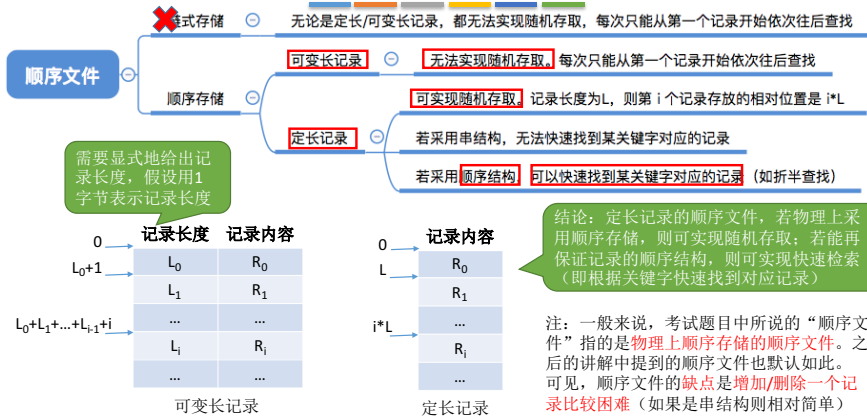 链式存储
无论是定长/可变长记录，都无法实现随机存取，每次只能从第一个记录开始依次往后查找
顺序文件
可变长记录
无法实现随机存取。每次只能从第一个记录开始依次往后查找
顺序存储
可实现随机存取。记录长度为L，则第 i 个记录存放的相对位置是 i*L
定长记录
若采用串结构，无法快速找到某关键字对应的记录
若采用顺序结构，可以快速找到某关键字对应的记录（如折半查找）
需要显式地给出记
录长度，假设用1
字节表示记录长度
记录长度 记录内容
0
L0 R0
L0+1
L1 R1
... ...
L0+L1+...+Li-1+i
Li Ri
... ...
可变长记录
记录内容
0
R0
L
R1
...
i*L
Ri
...
定长记录
结论：定长记录的顺序文件，若物理上采
用顺序存储，则可实现随机存取；若能再
保证记录的顺序结构，则可实现快速检索
（即根据关键字快速找到对应记录）
注：一般来说，考试题目中所说的“顺序文
件”指的是物理上顺序存储的顺序文件。之
后的讲解中提到的顺序文件也默认如此。
可见，顺序文件的缺点是增加/删除一个记
录比较困难（如果是串结构则相对简单）